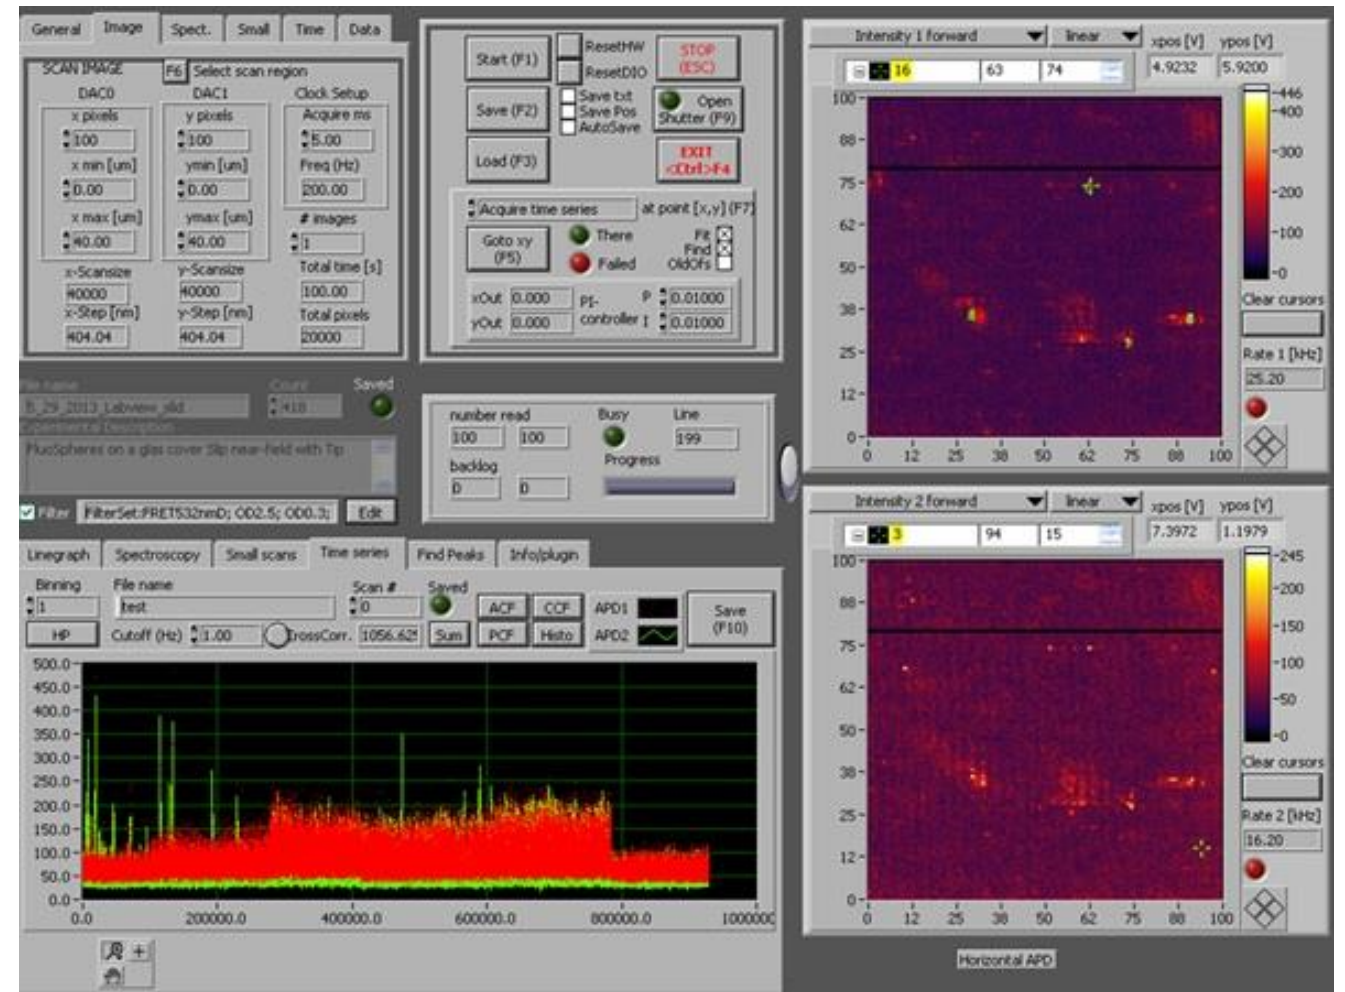 General Image Spect. Small Time Data
SCAN IMAGE F6 Select scan region
DAC0 DAC1 Clock Setup
x pixels y pixels Acquire ms
100 100 5.00
x min [um] ymin [um] Freq (Hz)
0.00 0.00 200.00
x max [um] ymax [um] # images
40.00 40.00 1
x-Scansize y-Scansize Total time [s]
40000 40000 100.00
x-Step [nm] y-Step [nm] Total pixels
404.04 404.04 20000
File name Count Saved
418
Experimental Description
FluoSpheres on a glas cover Slip near-field with Tip
Filter FilterSet:FRET532nmD; OD2.5; OD0.3; Edit
Start (F1) ResetHW STOP
ResetDIO (ESC)
Save (F2) Save txt Open
Save Pos Shutter (F9)
AutoSave
Load (F3) EXIT
<Ctrl>F4
Acquire time series at point [x,y] (F7)
Goto xy There Fit
(F5) Find
Failed OldOfs
xOut 0.000 PI- P 0.01000
yOut 0.000 controller I 0.01000
number read Busy Line
100 100 199
backlog Progress
0 0
Linegraph Spectroscopy Small scans Time series Find Peaks Info/plugin
Binning File name Scan # Saved
1 test 0 ACF CCF APD1 Save
HP Cutoff (Hz) 1.00 CrossCorr. Sum PCF Histo APD2 (F10)
500.0
450.0
400.0
350.0
300.0
250.0
200.0
150.0
100.0
50.0
0.0
0.0 200000.0 400000.0 600000.0 800000.0
Intensity 1 forward linear xpos [V] ypos [V]
16 63 74 4.9232 5.9200
100
88
75
62
50
38
25
12
0
0 12 25 38 50 62 75 88 100
446
400
300
200
100
0
Clear cursors
Rate 1 [kHz]
25.20
Intensity 2 forward linear xpos [V] ypos [V]
3 94 15 7.3972 1.1979
100
88
75
62
50
38
25
12
0
0 12 25 38 50 62 75 88 100
245
200
150
100
50
0
Clear cursors
Rate 2 [kHz]
16.20
Horizontal APD